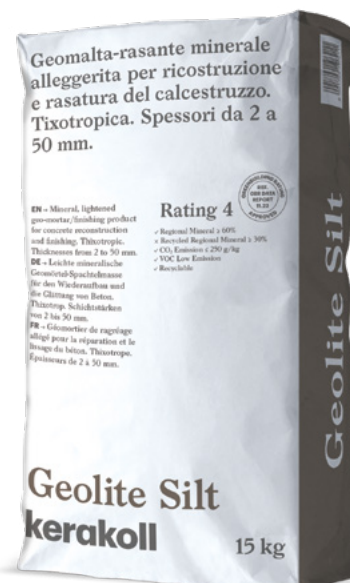 Geomalta-rasante minerale
alleggerita per ricostruzione
e rasatura del calcestruzzo.
Tixotropica. Spessori da 2 a
50 mm.
EN – Mineral, lightened
geo-mortar/finishing product
for concrete reconstruction
and finishing. Thixotropic.
Thicknesses from 2 to 50 mm.
DE – Leichte mineralische
Geomörtel-Spachtelmasse
für den Wiederaufbau und
die Glättung von Beton.
Thixotrop. Schichtstärken
von 2 bis 50 mm.
FR – Géomortier de ragréage
allégé pour la réparation et le
lissage du béton. Thixotrope.
Épaisseurs de 2 à 50 mm.
Rating 4
✓ Regional Mineral ≥ 60%
✓ Recycled Regional Mineral ≥ 30%
✓ CO₂ Emission ≤ 250 g/kg
✓ VOC Low Emission
✓ Recyclable
REPORT
APPROVED
Geolite Silt
kerakoll
15 kg
Geolite Silt